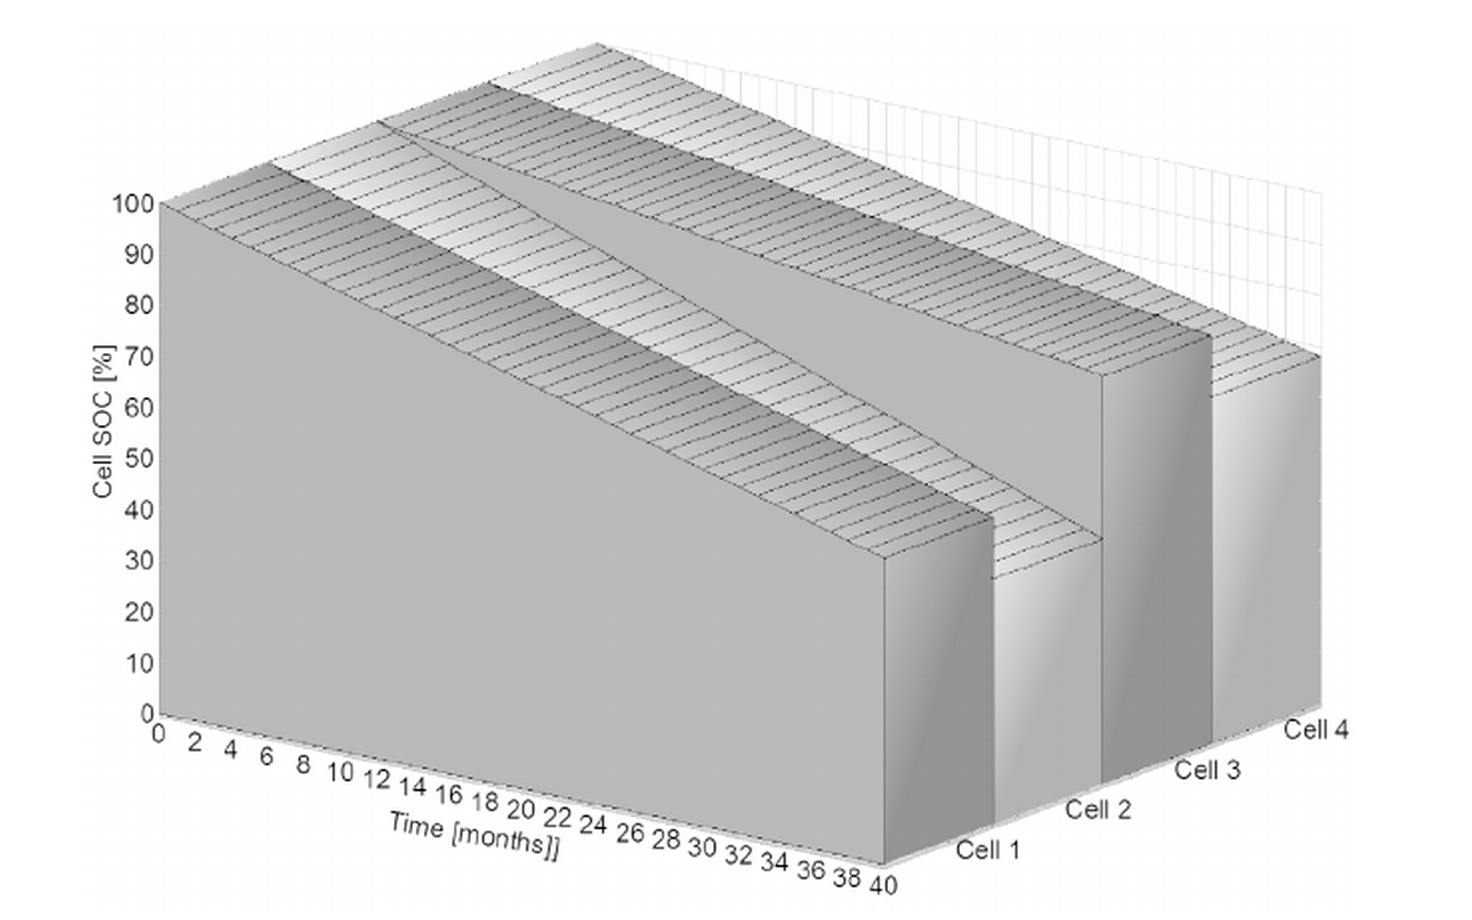 100
90
80
70
60
50
40
30
20
10
0
Cell SOC [%]
0 2 4 6 8 10 12 14 16 18 20 22 24 26 28 30 32 34 36 38 40
Time [months]]
Cell 1
Cell 2
Cell 3
Cell 4